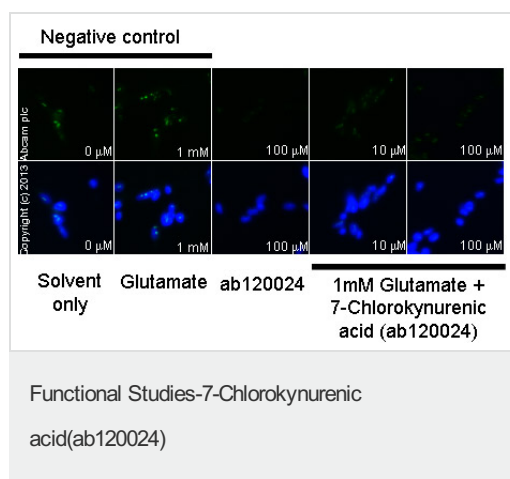 Negative control
Copyright (c) 2013 Abcam plc
0 µM
1 mM
100 µM
10 µM
100 µM
0 µM
1 mM
100 µM
10 µM
100 µM
Solvent
only
Glutamate
ab120024
1mM Glutamate +
7-Chlorokynurenic
acid (ab120024)
Functional Studies-7-Chlorokynurenic
acid(ab120024)